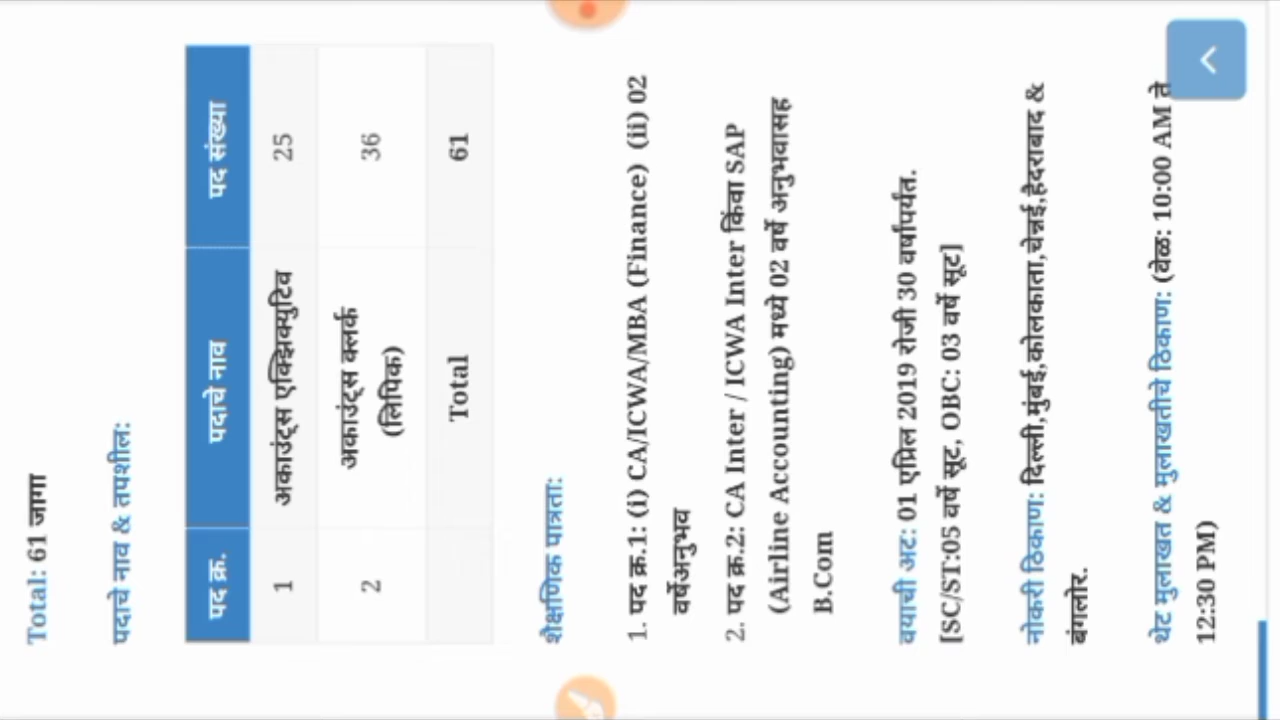 Total: 61 जागा
पदाचे नाव & तपशील:
पद क्र. पदाचे नाव पद संख्या
1 अकाउंट्स एक्झिक्युटिव 25
2 अकाउंट्स क्लर्क 36
(लिपिक)
Total 61
शैक्षणिक पात्रता:
1. पद क्र.1: (i) CA/ICWA/MBA (Finance) (ii) 02
वर्षेअनुभव
2. पद क्र.2: CA Inter / ICWA Inter किंवा SAP
(Airline Accounting) मध्ये 02 वर्षे अनुभवासह
B.Com
वयाची अट: 01 एप्रिल 2019 रोजी 30 वर्षांपर्यंत.
[SC/ST:05 वर्षे सूट, OBC: 03 वर्षे सूट]
नोकरी ठिकाण: दिल्ली,मुंबई,कोलकाता,चेन्नई,हैदराबाद &
बंगलोर.
थेट मुलाखत & मुलाखतीचे ठिकाण: (वेळ: 10:00 AM ते
12:30 PM)